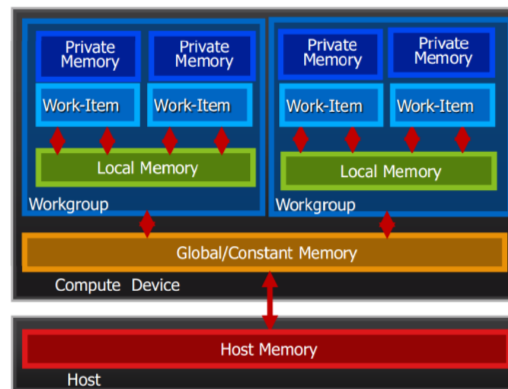 Private
Memory
Private
Memory
Private
Memory
Private
Memory
Work-Item
Work-Item
Work-Item
Work-Item
Local Memory
Local Memory
Workgroup
Workgroup
Global/Constant Memory
Compute Device
Host Memory
Host